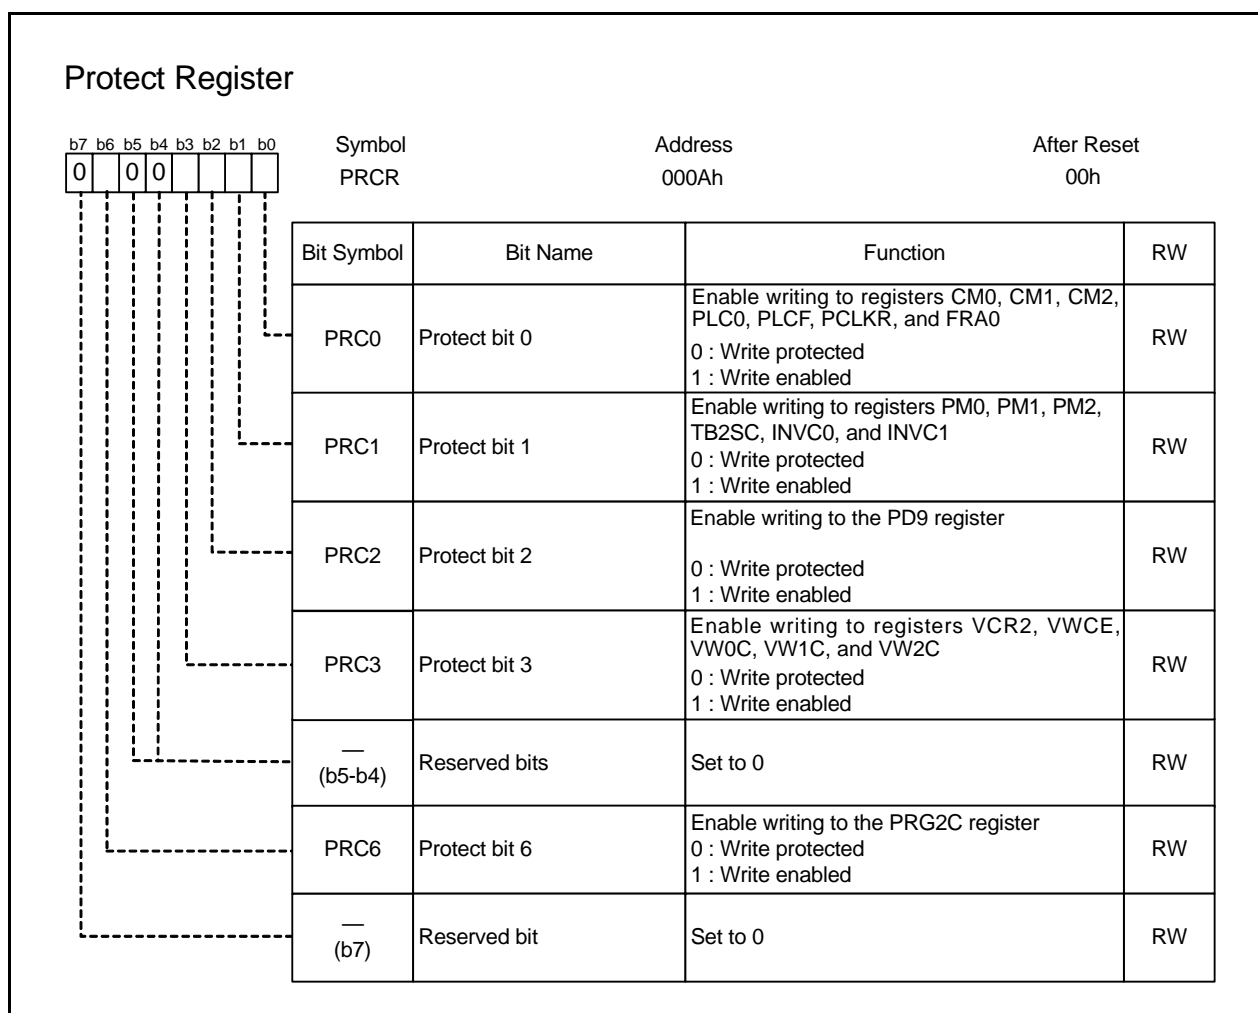 Protect Register
b7 b6 b5 b4 b3 b2 b1 b0
0 0 0
Symbol Address After Reset
PRCR 000Ah 00h
Bit Symbol Bit Name Function RW
PRC0 Protect bit 0 Enable writing to registers CM0, CM1, CM2,
PLC0, PLCF, PCLKR, and FRA0
0 : Write protected
1 : Write enabled
RW
PRC1 Protect bit 1 Enable writing to registers PM0, PM1, PM2,
TB2SC, INVC0, and INVC1
0 : Write protected
1 : Write enabled
RW
PRC2 Protect bit 2 Enable writing to the PD9 register
0 : Write protected
1 : Write enabled
RW
PRC3 Protect bit 3 Enable writing to registers VCR2, VWCE,
VW0C, VW1C, and VW2C
0 : Write protected
1 : Write enabled
RW
—
(b5-b4) Reserved bits Set to 0 RW
PRC6 Protect bit 6 Enable writing to the PRG2C register
0 : Write protected
1 : Write enabled
RW
—
(b7) Reserved bit Set to 0 RW